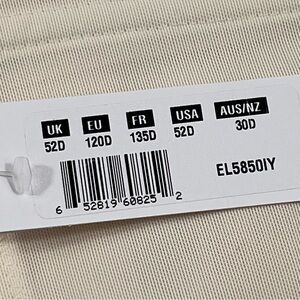 UK EU FR USA AUS/NZ
52D 120D 135D 52D 30D
EL5850IY
6 52819 60825 2